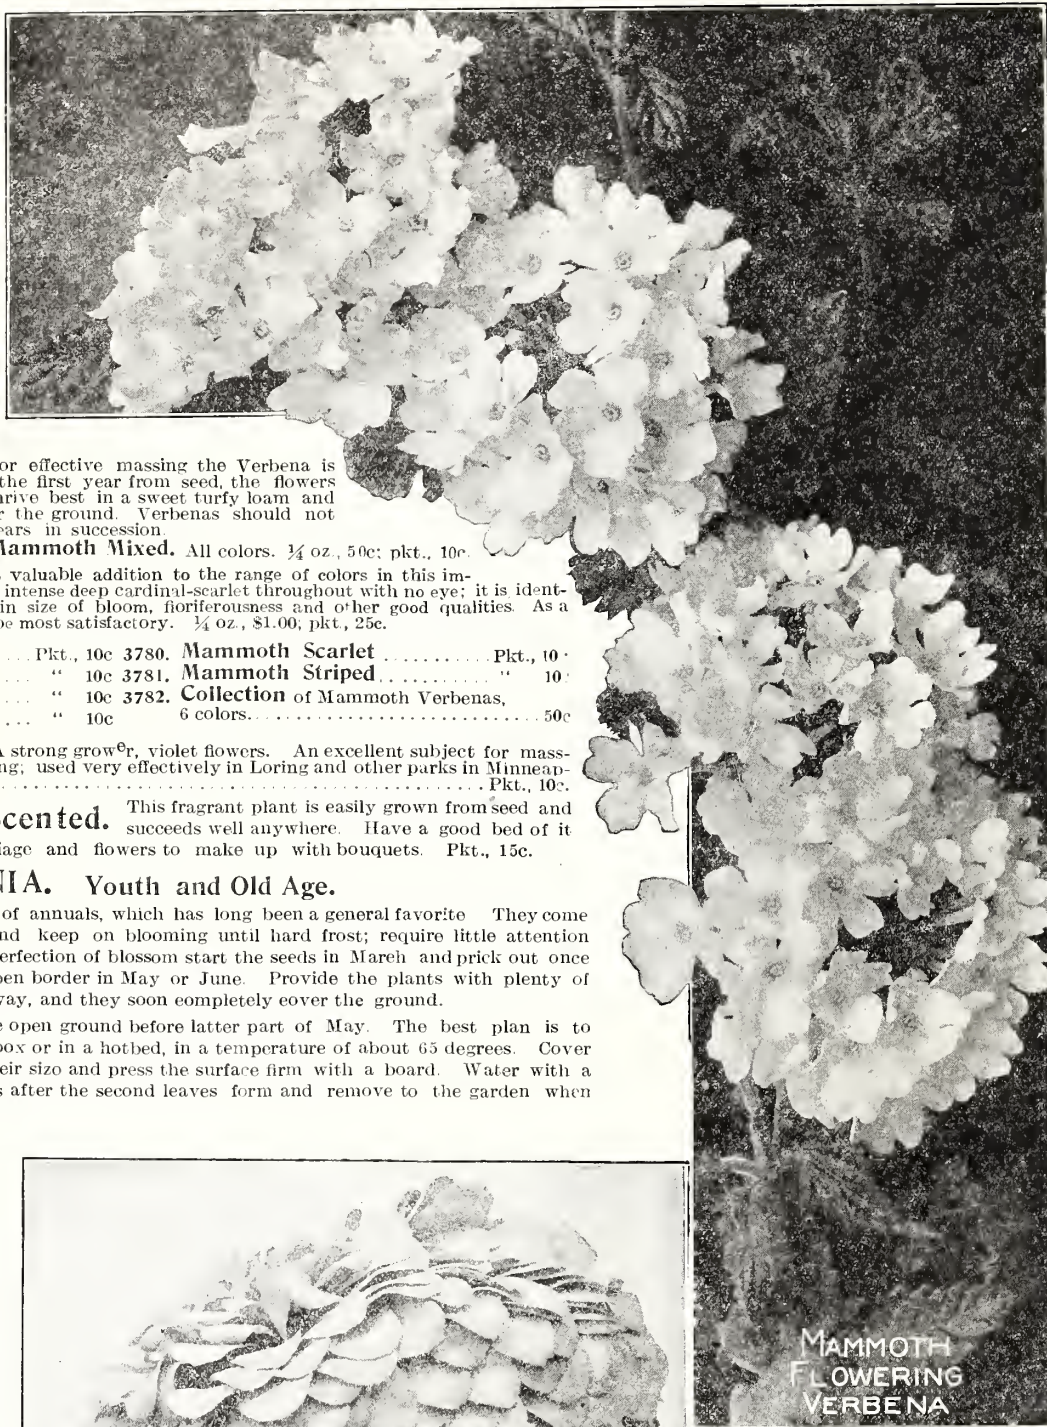 or effective massing the Verbena is
the first year from seed, the flowers
rive best in a sweet turfy loam and
the ground. Verbenas should not
ars in succession.
Mammoth Mixed. All colors. ¼ oz., 50c; pkt., 10c.
valuable addition to the range of colors in this im-
intense deep cardinal-scarlet throughout with no eye; it is ident-
in size of bloom, floriferousness and other good qualities. As a
be most satisfactory. ¼ oz., $1.00; pkt., 25c.
Pkt., 10c 3780. Mammoth Scarlet .......... Pkt., 10
" 10c 3781. Mammoth Striped .......... " 10
" 10c 3782. Collection of Mammoth Verbenas,
" 10c 6 colors .......... 50c
A strong grower, violet flowers. An excellent subject for mass-
ng; used very effectively in Loring and other parks in Minneap-
.......... Pkt., 10c.
cented. This fragrant plant is easily grown from seed and
succeeds well anywhere. Have a good bed of it
iage and flowers to make up with bouquets. Pkt., 15c.
NIA. Youth and Old Age.
of annuals, which has long been a general favorite They come
nd keep on blooming until hard frost; require little attention
erfection of blossom start the seeds in March and prick out once
pen border in May or June. Provide the plants with plenty of
way, and they soon completely cover the ground.
e open ground before latter part of May. The best plan is to
box or in a hotbed, in a temperature of about 65 degrees. Cover
eir size and press the surface firm with a board. Water with a
s after the second leaves form and remove to the garden when
MAMMOTH
FLOWERING
VERBENA